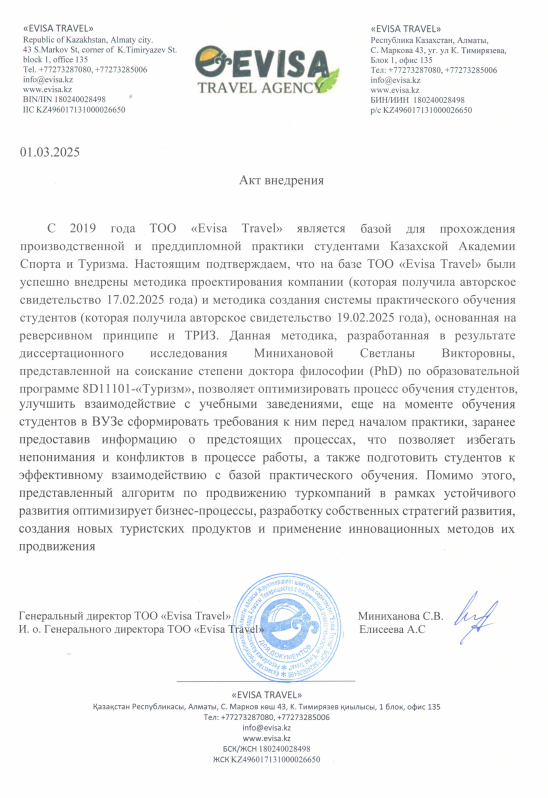 «EVISA TRAVEL»
Republic of Kazakhstan, Almaty city.
43 S.Markov St, corner of K.Timiryazev St.
block 1, office 135
Tel. +77273287080, +77273285006
info@evisa.kz
www.evisa.kz
BIN/IIN 180240028498
IIC KZ496017131000026650
EVISA
TRAVEL AGENCY
«EVISA TRAVEL»
Республика Казахстан, Алматы,
С. Маркова 43, уг. ул К. Тимирязева,
Блок 1, офис 135
Тел: +77273287080, +77273285006
info@evisa.kz
www.evisa.kz
БИН/ИИН 180240028498
р/с KZ496017131000026650
01.03.2025
Акт внедрения
С 2019 года ТОО «Evisa Travel» является базой для прохождения
производственной и преддипломной практики студентами Казахской Академии
Спорта и Туризма. Настоящим подтверждаем, что на базе ТОО «Evisa Travel» были
успешно внедрены методика проектирования компании (которая получила авторское
свидетельство 17.02.2025 года) и методика создания системы практического обучения
студентов (которая получила авторское свидетельство 19.02.2025 года), основанная на
реверсивном принципе и ТРИЗ. Данная методика, разработанная в результате
диссертационного исследования Минихановой Светланы Викторовны,
представленной на соискание степени доктора философии (PhD) по образовательной
программе 8D11101-«Туризм», позволяет оптимизировать процесс обучения студентов,
улучшить взаимодействие с учебными заведениями, еще на моменте обучения
студентов в ВУЗе сформировать требования к ним перед началом практики, заранее
предоставив информацию о предстоящих процессах, что позволяет избегать
непонимания и конфликтов в процессе работы, а также подготовить студентов к
эффективному взаимодействию с базой практического обучения. Помимо этого,
представленный алгоритм по продвижению туркомпаний в рамках устойчивого
развития оптимизирует бизнес-процессы, разработку собственных стратегий развития,
создания новых туристских продуктов и применение инновационных методов их
продвижения
Генеральный директор ТОО «Evisa Travel» Миниханова С.В.
И. о. Генерального директора ТОО «Evisa Travel» Елисеева А.С
ДЛЯ ДОКУМЕНТОВ
«EVISA TRAVEL»
Қазақстан Республикасы, Алматы, С. Марков көш 43, К. Тимирязев қиылысы, 1 блок, офис 135
Тел: +77273287080, +77273285006
info@evisa.kz
www.evisa.kz
БСК/ЖСН 180240028498
ЖСК KZ496017131000026650